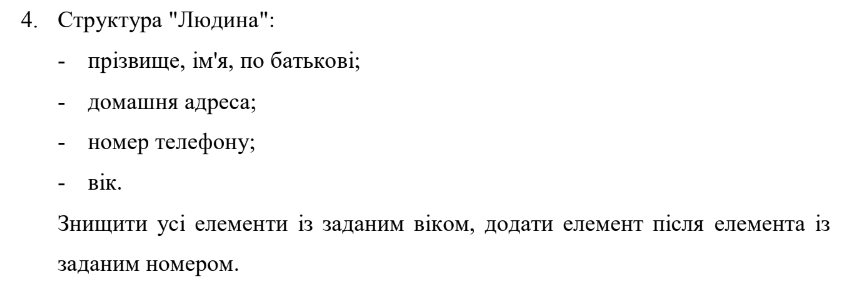 4. Структура "Людина":
- прізвище, ім'я, по батькові;
- домашня адреса;
- номер телефону;
- вік.
Знищити усі елементи із заданим віком, додати елемент після елемента із
заданим номером.